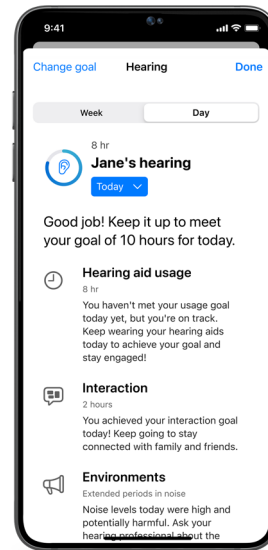 9:41
Change goal Hearing Done
Week Day
8 hr
Jane's hearing
Today
Good job! Keep it up to meet
your goal of 10 hours for today.
Hearing aid usage
8 hr
You haven't met your usage goal
today yet, but you're on track.
Keep wearing your hearing aids
today to achieve your goal and
stay engaged!
Interaction
2 hours
You achieved your interaction goal
today! Keep going to stay
connected with family and friends.
Environments
Extended periods in noise
Noise levels today were high and
potentially harmful. Ask your
hearing professional about the